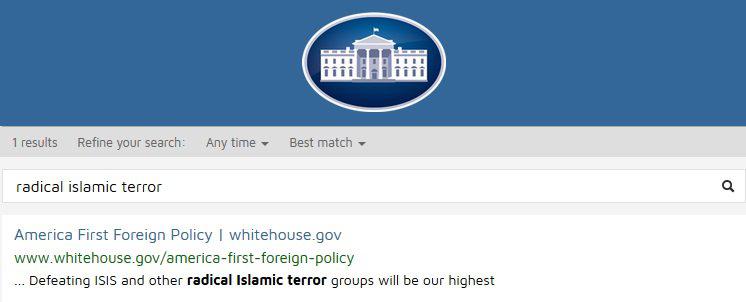 1 results Refine your search: Any time Best match
radical islamic terror
America First Foreign Policy | whitehouse.gov
www.whitehouse.gov/america-first-foreign-policy
... Defeating ISIS and other radical Islamic terror groups will be our highest